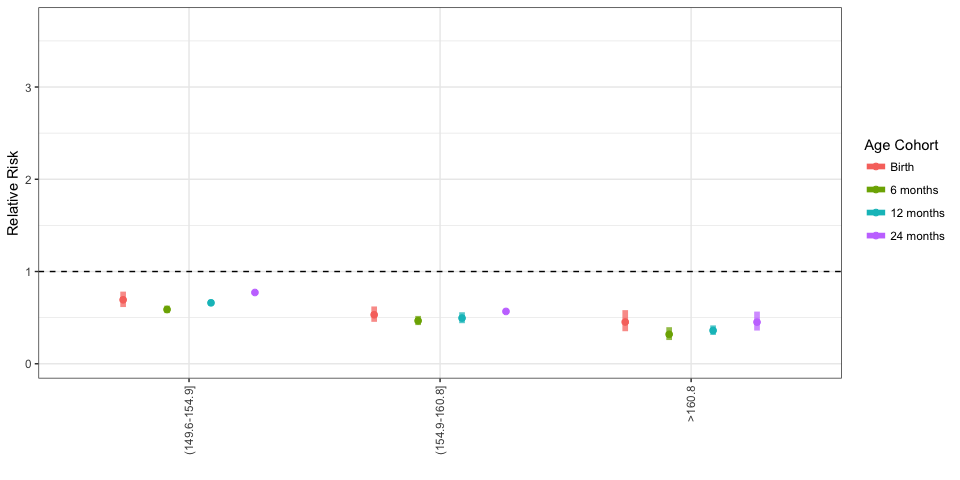 Relative Risk
3
2
1
0
(149.6-154.9]
(154.9-160.8]
>160.8
Age Cohort
Birth
6 months
12 months
24 months